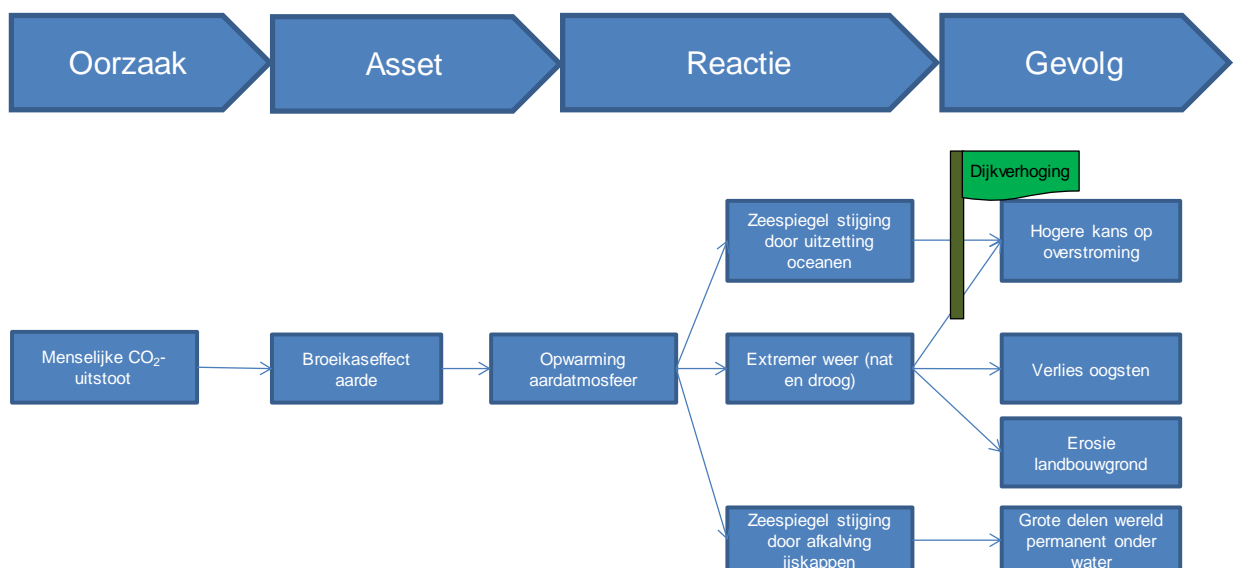 Oorzaak
Asset
Reactie
Gevolg
Dijkverhoging
Zeespiegel stijging
door uitzetting
oceanen
Hogere kans op
overstroming
Menselijke CO₂-
uitstoot
Broeikaseffect
aarde
Opwarming
aardatmosfeer
Extremer weer (nat
en droog)
Verlies oogsten
Erosie
landbouwgrond
Zeespiegel stijging
door afkalving
ijskappen
Grote delen wereld
permanent onder
water